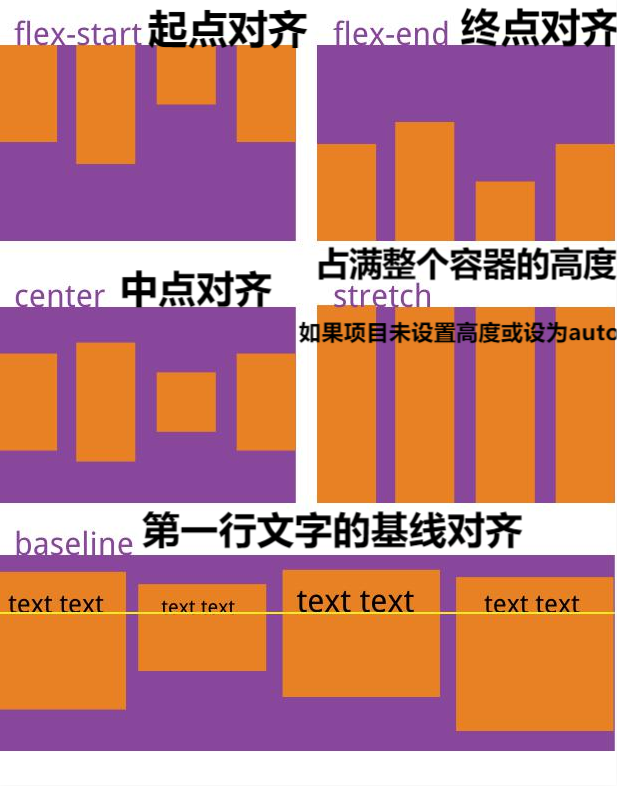 flex-start 起点对齐
flex-end 终点对齐
center 中点对齐
占满整个容器的高度
stretch
如果项目未设置高度或设为auto
baseline 第一行文字的基线对齐
text text text text text text text text